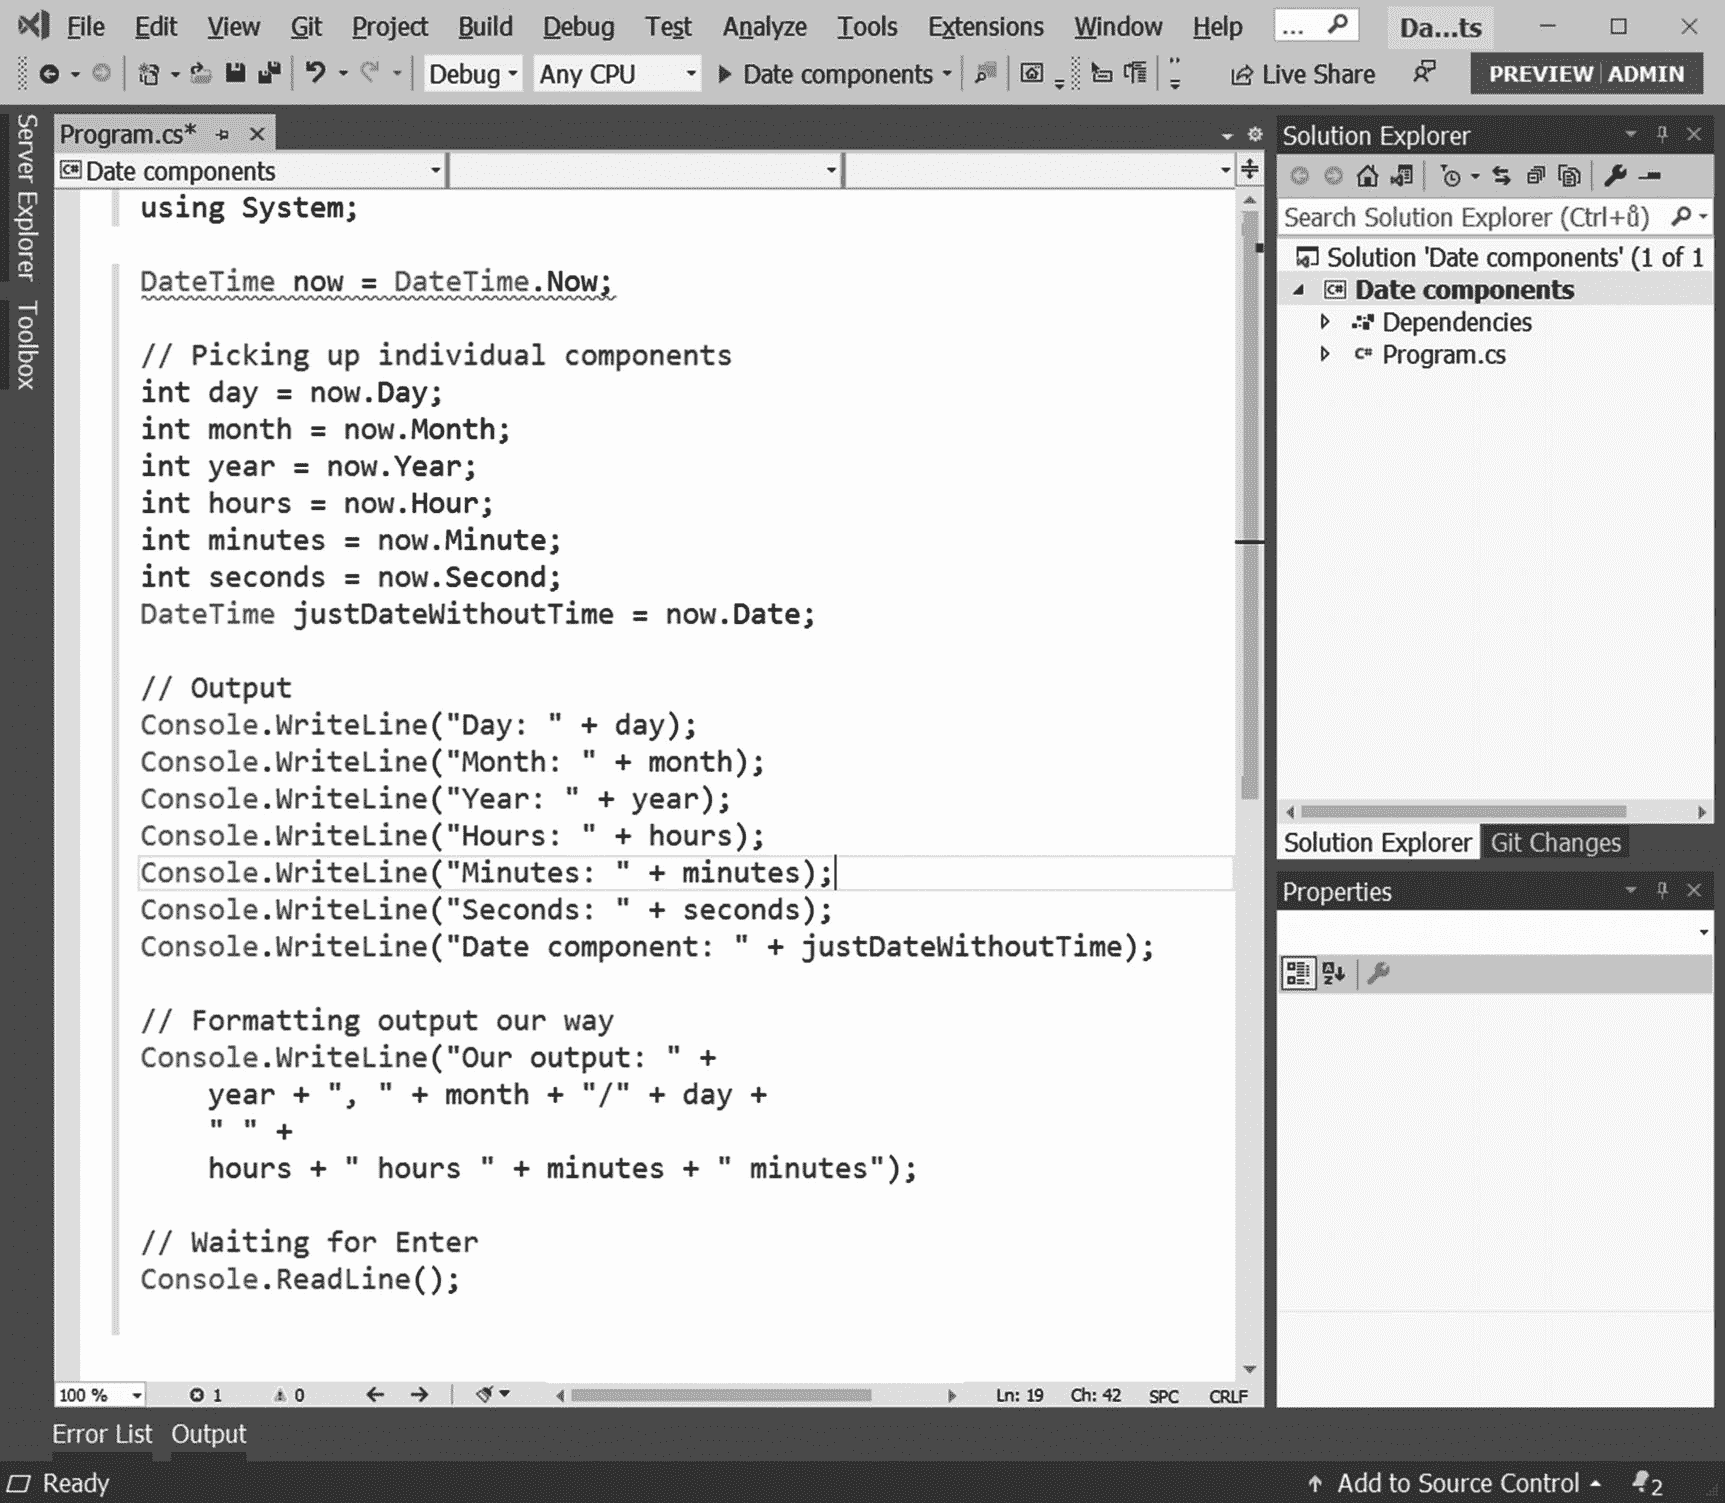 File Edit View Git Project Build Debug Test Analyze Tools Extensions Window Help ... Da...ts
Debug Any CPU Date components Live Share PREVIEW ADMIN
Server Explorer
Toolbox
Program.cs*
C# Date components
using System;
DateTime now = DateTime.Now;
// Picking up individual components
int day = now.Day;
int month = now.Month;
int year = now.Year;
int hours = now.Hour;
int minutes = now.Minute;
int seconds = now.Second;
DateTime justDateWithoutTime = now.Date;
// Output
Console.WriteLine("Day: " + day);
Console.WriteLine("Month: " + month);
Console.WriteLine("Year: " + year);
Console.WriteLine("Hours: " + hours);
Console.WriteLine("Minutes: " + minutes);
Console.WriteLine("Seconds: " + seconds);
Console.WriteLine("Date component: " + justDateWithoutTime);
// Formatting output our way
Console.WriteLine("Our output: " +
year + ", " + month + "/" + day +
" " +
hours + " hours " + minutes + " minutes");
// Waiting for Enter
Console.ReadLine();
100 % 1 0 Ln: 19 Ch: 42 SPC CRLF
Error List Output
Solution Explorer
Search Solution Explorer (Ctrl+ů)
Solution 'Date components' (1 of 1
C# Date components
Dependencies
C# Program.cs
Solution Explorer Git Changes
Properties
Ready Add to Source Control 2